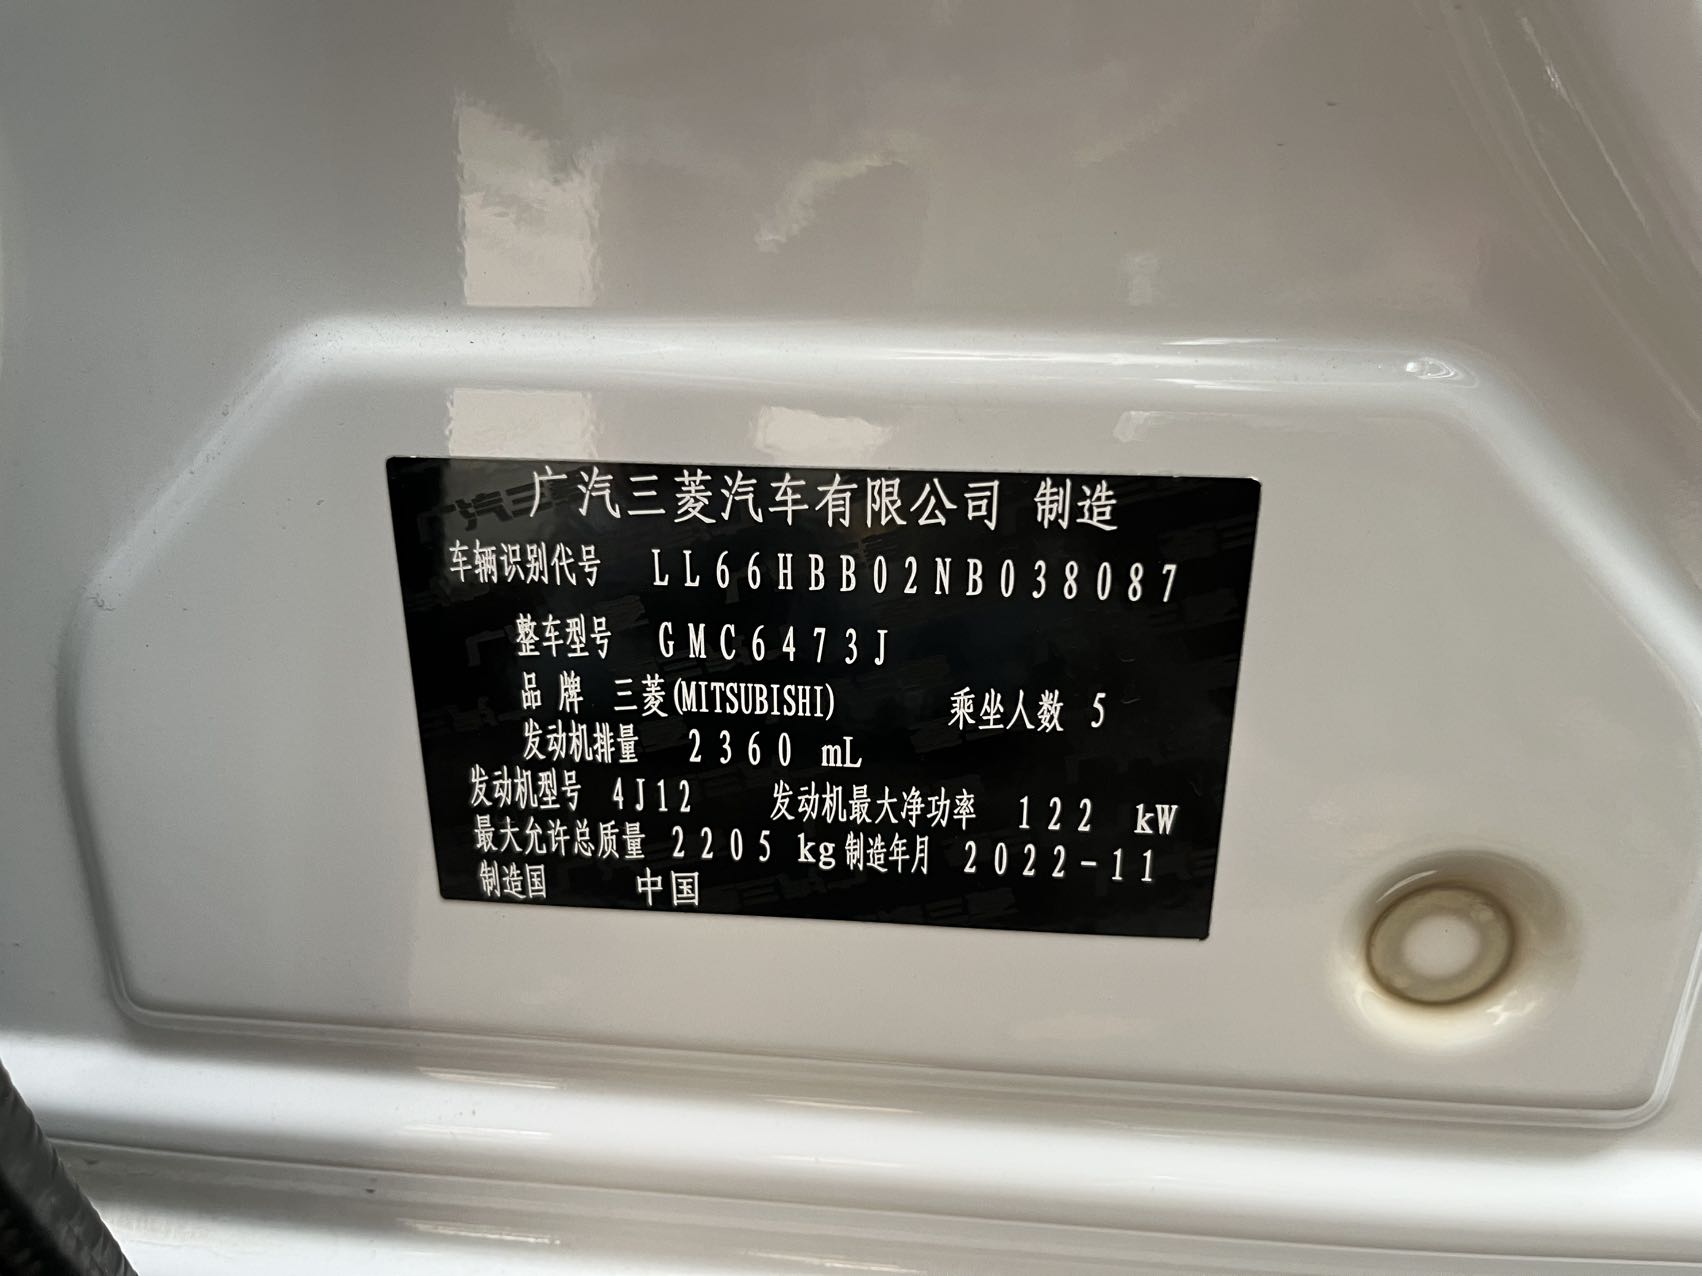 广汽三菱汽车有限公司 制造
车辆识别代号 LL66HBB02NB038087
整车型号 GMC6473J
品牌 三菱(MITSUBISHI) 乘坐人数 5
发动机排量 2360 mL
发动机型号 4J12 发动机最大净功率 122 kW
最大允许总质量 2205 kg 制造年月 2022-11
制造国 中国